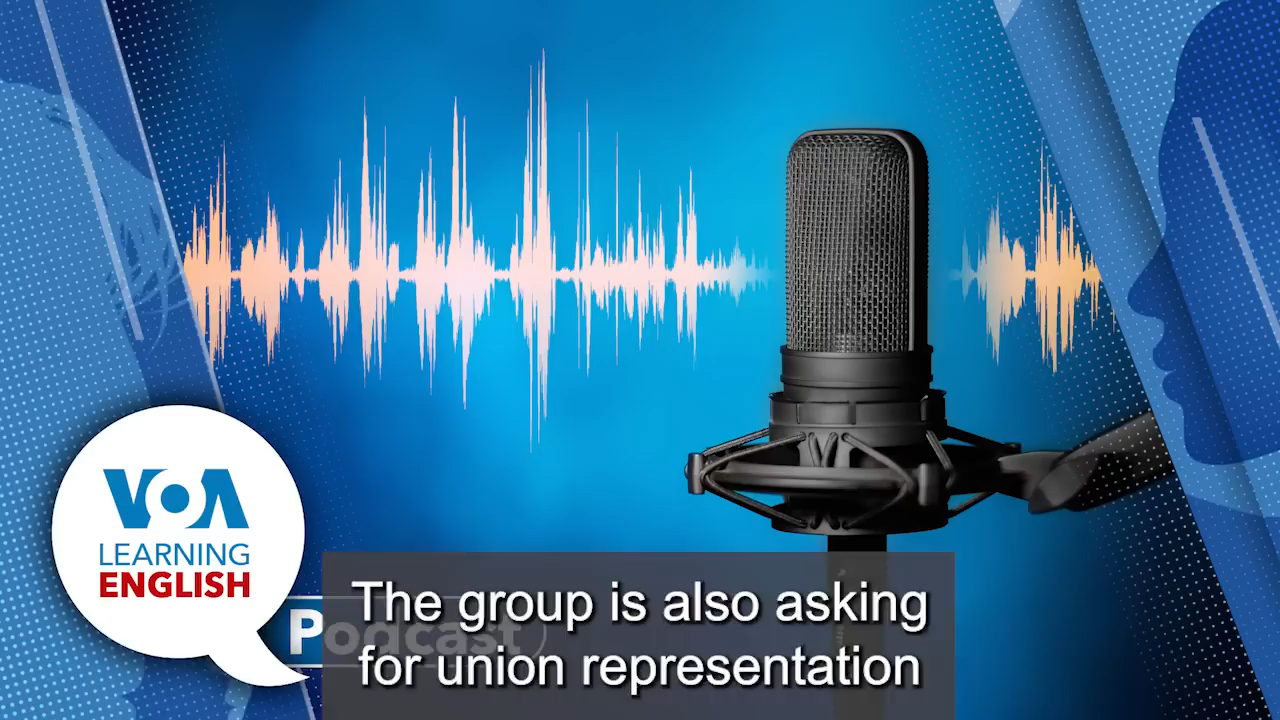 VOA
LEARNING
ENGLISH
Podcast
The group is also asking
for union representation